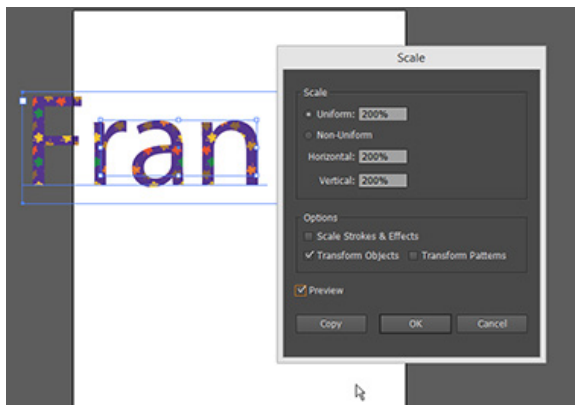 Scale
Fran
Scale
Uniform: 200%
Non-Uniform
Horizontal: 200%
Vertical: 200%
Options
Scale Strokes & Effects
Transform Objects Transform Patterns
Preview
Copy OK Cancel